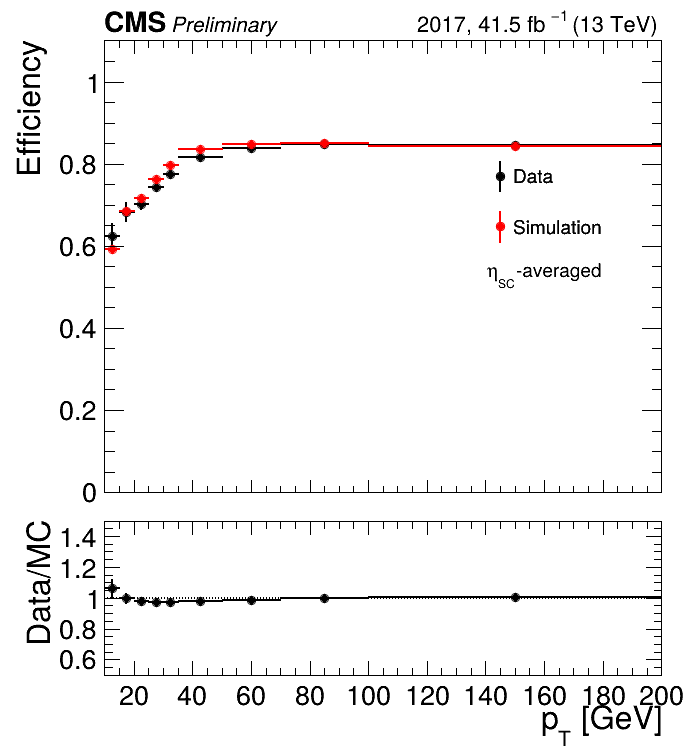 CMS Preliminary 2017, 41.5 fb⁻¹ (13 TeV)
Efficiency
1
0.8
0.6
0.4
0.2
0
Data
Simulation
ηSC-averaged
Data/MC
1.4
1.2
1
0.8
0.6
20 40 60 80 100 120 140 160 180 200
pT [GeV]